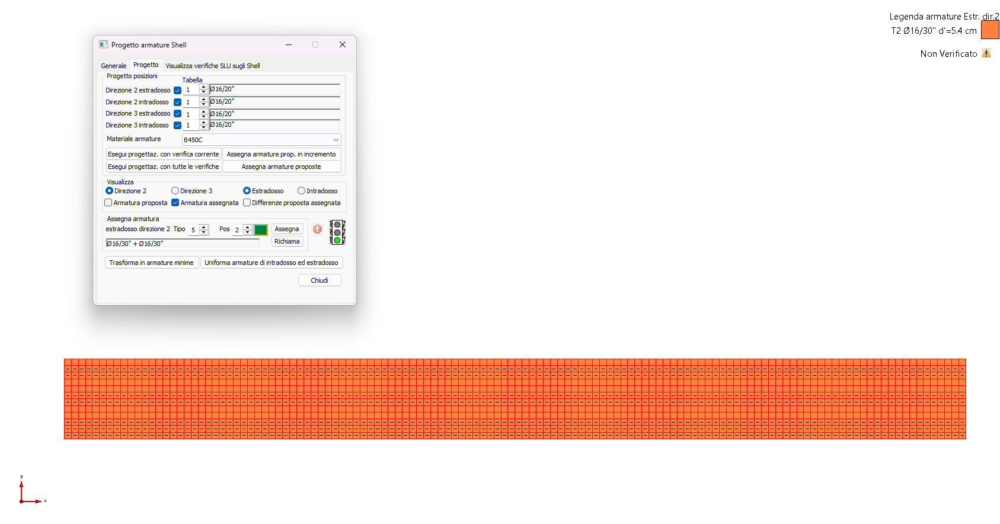 Legenda armature Estr. dir.2
T2 Ø16/30" d'=5.4 cm
Non Verificato
Progetto armature Shell
Generale Progetto Visualizza verifiche SLU sugli Shell
Progetto posizioni
Tabella
Direzione 2 estradosso 1 Ø16/20"
Direzione 2 intradosso 1 Ø16/20"
Direzione 3 estradosso 1 Ø16/20"
Direzione 3 intradosso 1 Ø16/20"
Materiale armature B450C
Esegui progettaz. con verifica corrente Assegna armature prop. in incremento
Esegui progettaz. con tutte le verifiche Assegna armature proposte
Visualizza
Direzione 2 Direzione 3 Estradosso Intradosso
Armatura proposta Armatura assegnata Differenze proposta assegnata
Assegna armatura
estradosso direzione 2 Tipo 5 Pos 2 Assegna
Ø16/30" + Ø16/30" Richiama
Trasforma in armature minime Uniforma armature di intradosso ed estradosso
Chiudi
y
x